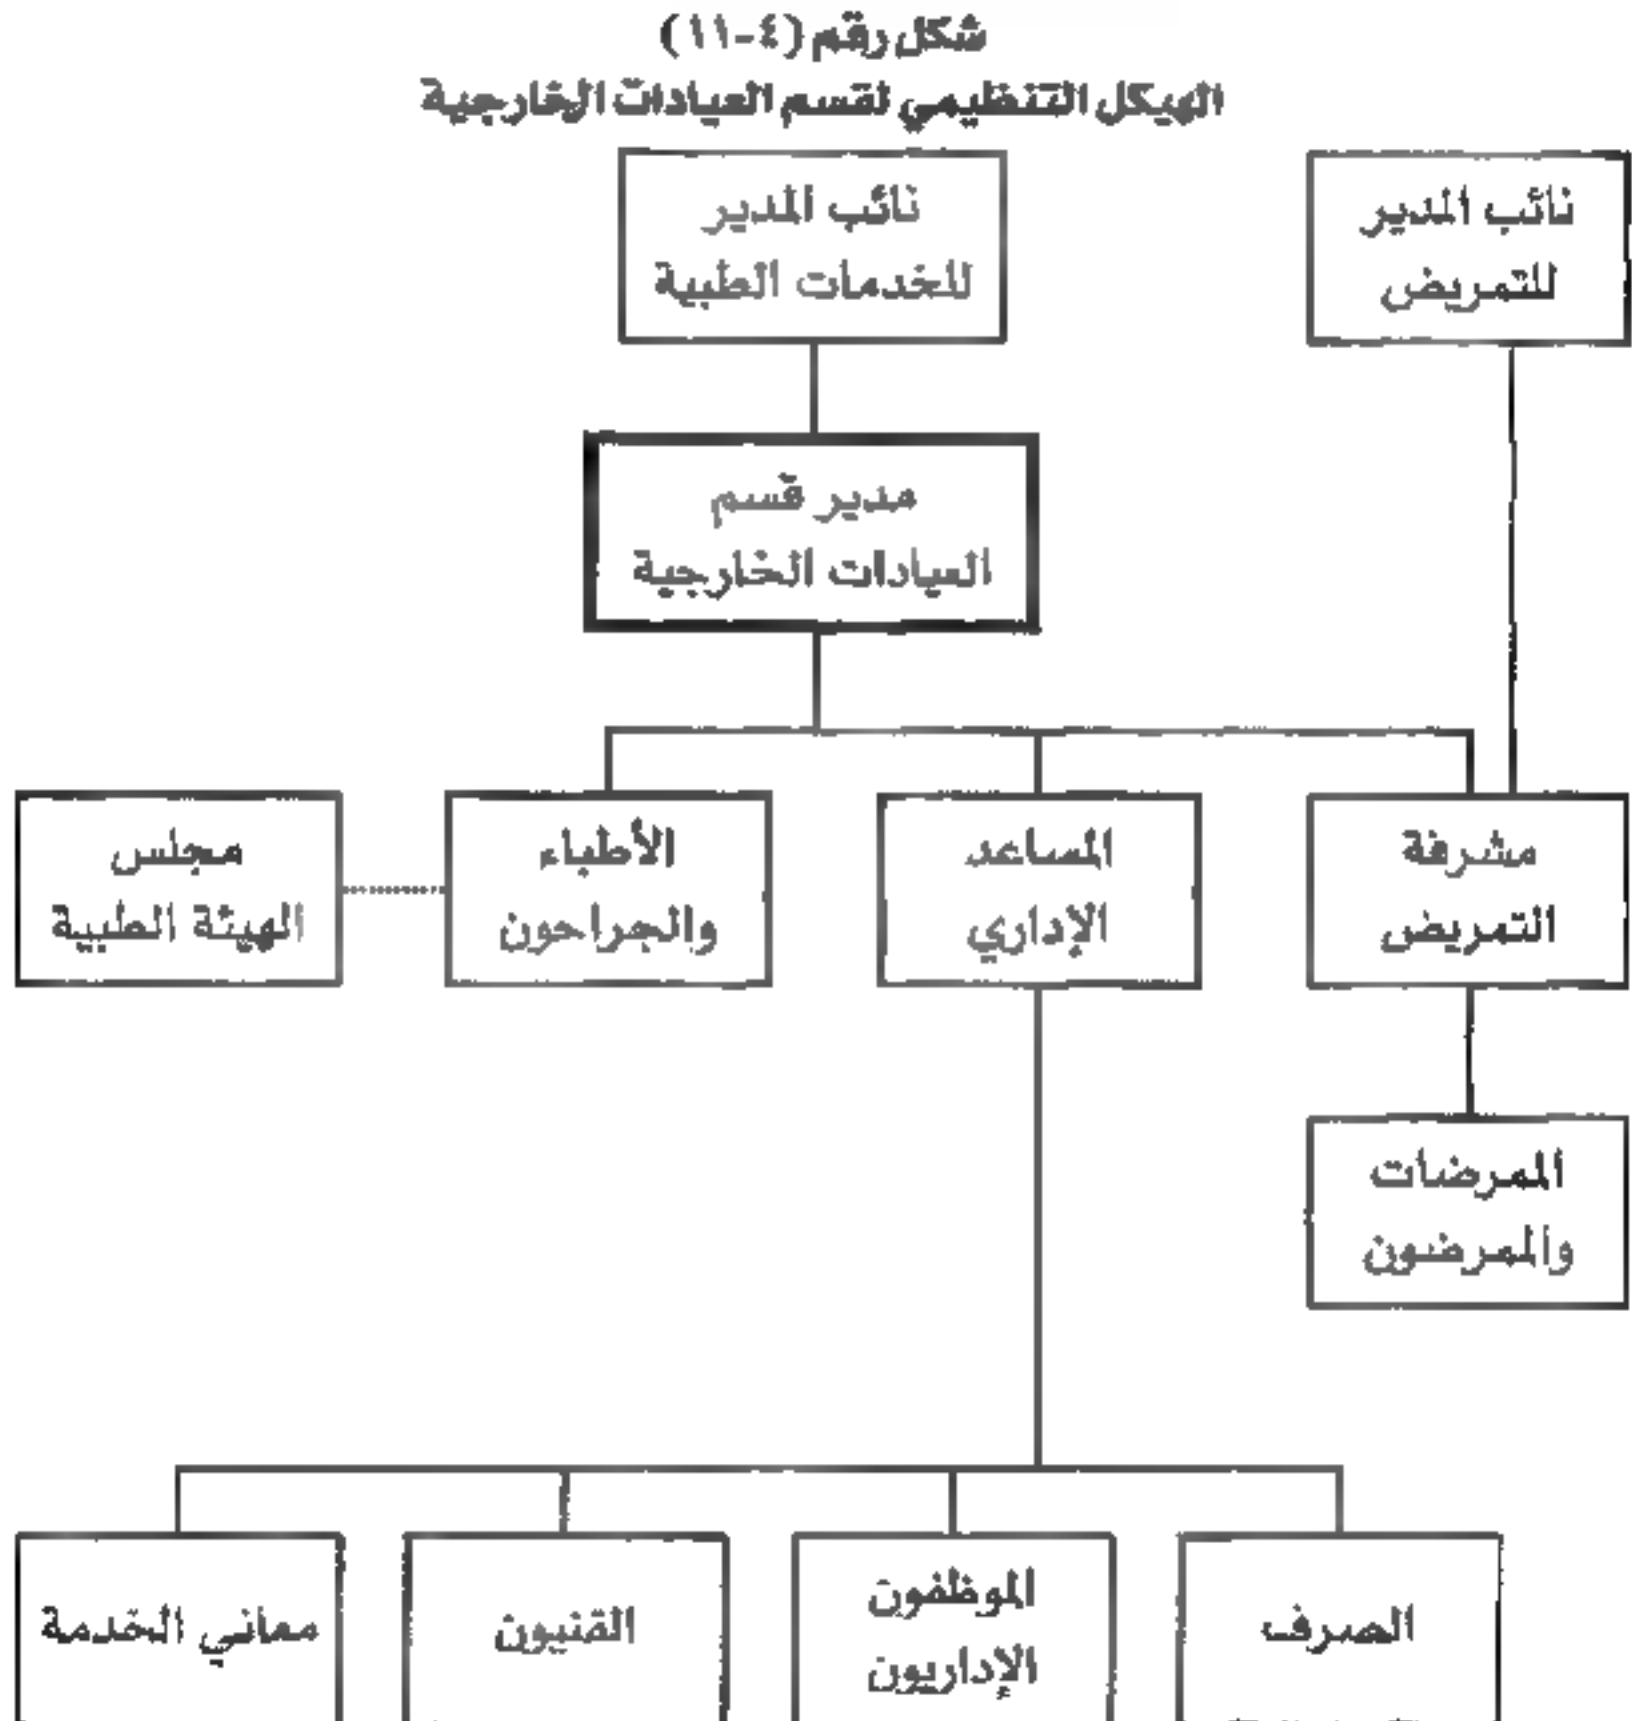 شكل رقم (٤-١١)
الهيكل التنظيمي لقسم العيادات الخارجية
نائب المدير
للتمريض
نائب المدير
للخدمات الطبية
مدير قسم
العيادات الخارجية
مشرفة
التمريض
المساعد
الإداري
الأطباء
والجراحون
مجلس
الهيئة الطبية
الممرضات
والممرضون
الصرف
الموظفون
الإداريون
الفنيون
معاني الخدمة